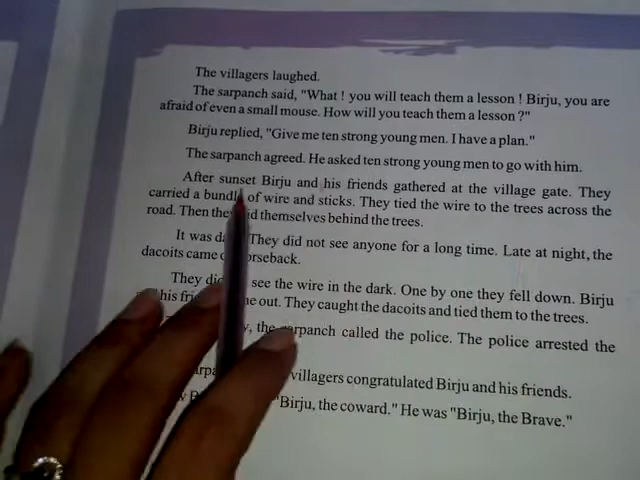 The villagers laughed.
The sarpanch said, "What ! you will teach them a lesson ! Birju, you are
afraid of even a small mouse. How will you teach them a lesson ?"
Birju replied, "Give me ten strong young men. I have a plan."
The sarpanch agreed. He asked ten strong young men to go with him.
After sunset Birju and his friends gathered at the village gate. They
carried a bundle of wire and sticks. They tied the wire to the trees across the
road. Then they hid themselves behind the trees.
It was They did not see anyone for a long time. Late at night, the
dacoits came horseback.
They see the wire in the dark. One by one they fell down. Birju
his out. They caught the dacoits and tied them to the trees.
the sarpanch called the police. The police arrested the
villagers congratulated Birju and his friends.
"Birju, the coward." He was "Birju, the Brave."